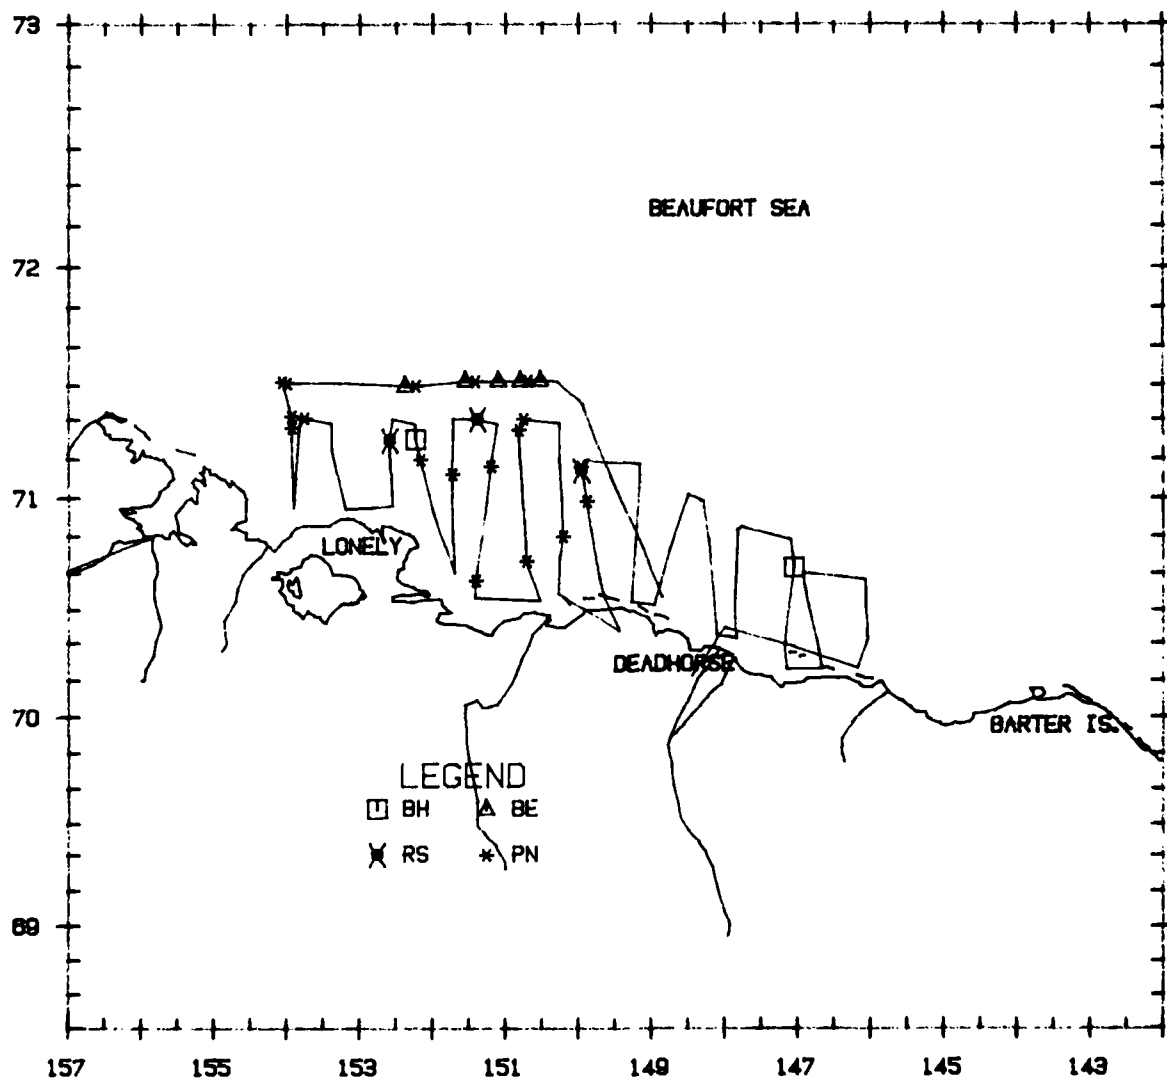 73
BEAUFORT SEA
72
71
LONELY
DEADHORSE
70
BARTER IS.
LEGEND
BH BE
RS PN
69
157 155 153 151 149 147 145 143